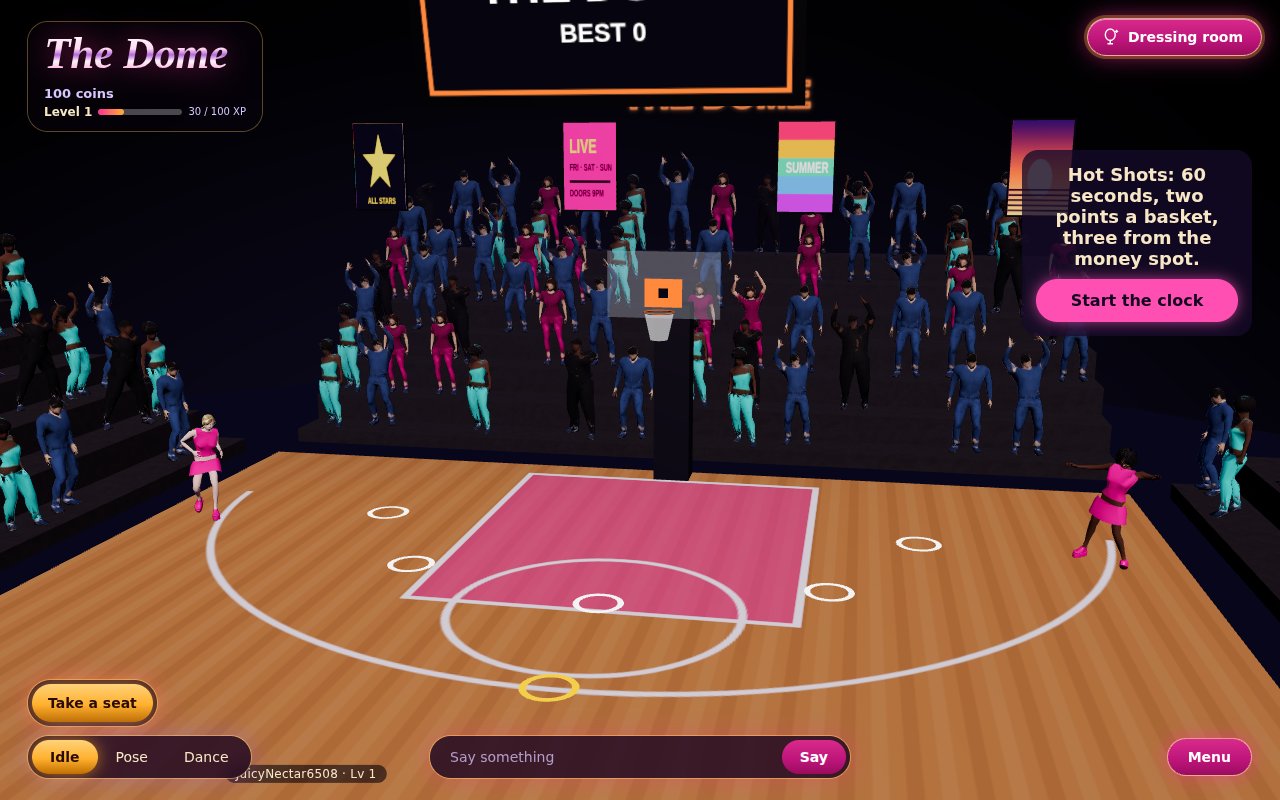 BEST 0
The Dome
100 coins
Level 1 30 / 100 XP
Dressing room
THE DOME
ALL STARS
LIVE
FRI · SAT · SUN
DOORS 9PM
SUMMER
Hot Shots: 60
seconds, two
points a basket,
three from the
money spot.
Start the clock
Take a seat
Idle Pose Dance
JuicyNectar6508 · Lv 1
Say something
Say
Menu